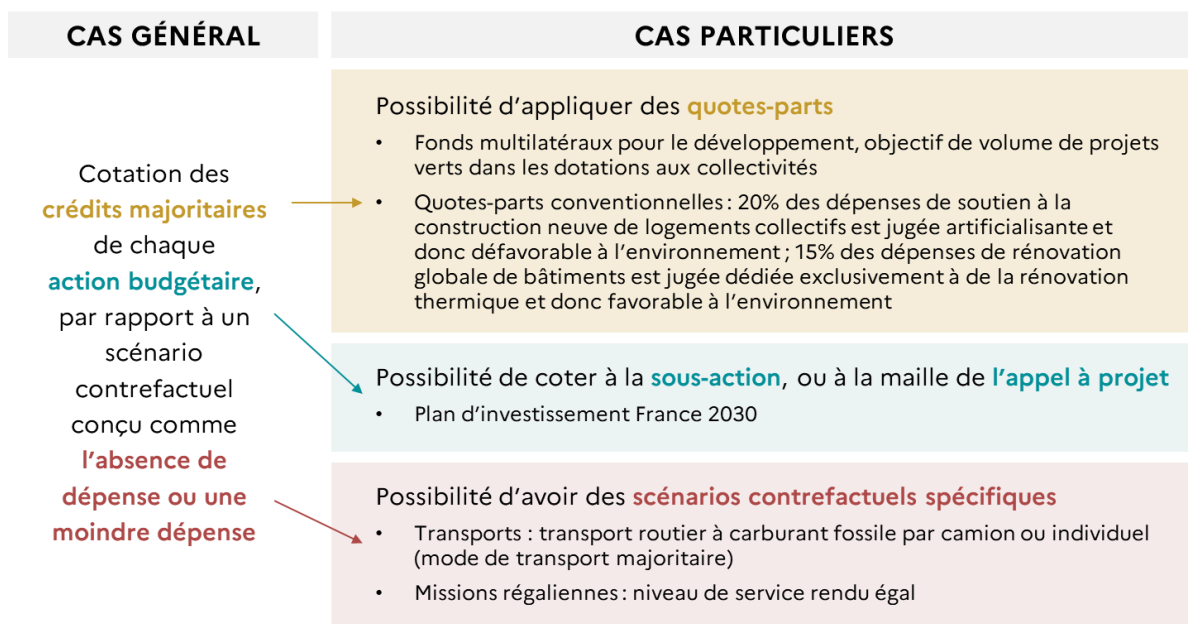 CAS GÉNÉRAL
CAS PARTICULIERS
Cotation des
crédits majoritaires
de chaque
action budgétaire,
par rapport à un
scénario
contrefactuel
conçu comme
l'absence de
dépense ou une
moindre dépense
Possibilité d'appliquer des quotes-parts
• Fonds multilatéraux pour le développement, objectif de volume de projets
verts dans les dotations aux collectivités
• Quotes-parts conventionnelles : 20% des dépenses de soutien à la
construction neuve de logements collectifs est jugée artificialisante et
donc défavorable à l'environnement ; 15% des dépenses de rénovation
globale de bâtiments est jugée dédiée exclusivement à de la rénovation
thermique et donc favorable à l'environnement
Possibilité de coter à la sous-action, ou à la maille de l'appel à projet
• Plan d'investissement France 2030
Possibilité d'avoir des scénarios contrefactuels spécifiques
• Transports : transport routier à carburant fossile par camion ou individuel
(mode de transport majoritaire)
• Missions régaliennes : niveau de service rendu égal